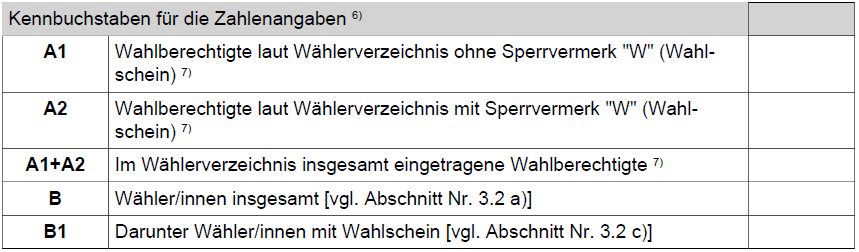 Kennbuchstaben für die Zahlenangaben 6)
A1 Wahlberechtigte laut Wählerverzeichnis ohne Sperrvermerk "W" (Wahl-
schein) 7)
A2 Wahlberechtigte laut Wählerverzeichnis mit Sperrvermerk "W" (Wahl-
schein) 7)
A1+A2 Im Wählerverzeichnis insgesamt eingetragene Wahlberechtigte 7)
B Wähler/innen insgesamt [vgl. Abschnitt Nr. 3.2 a)]
B1 Darunter Wähler/innen mit Wahlschein [vgl. Abschnitt Nr. 3.2 c)]